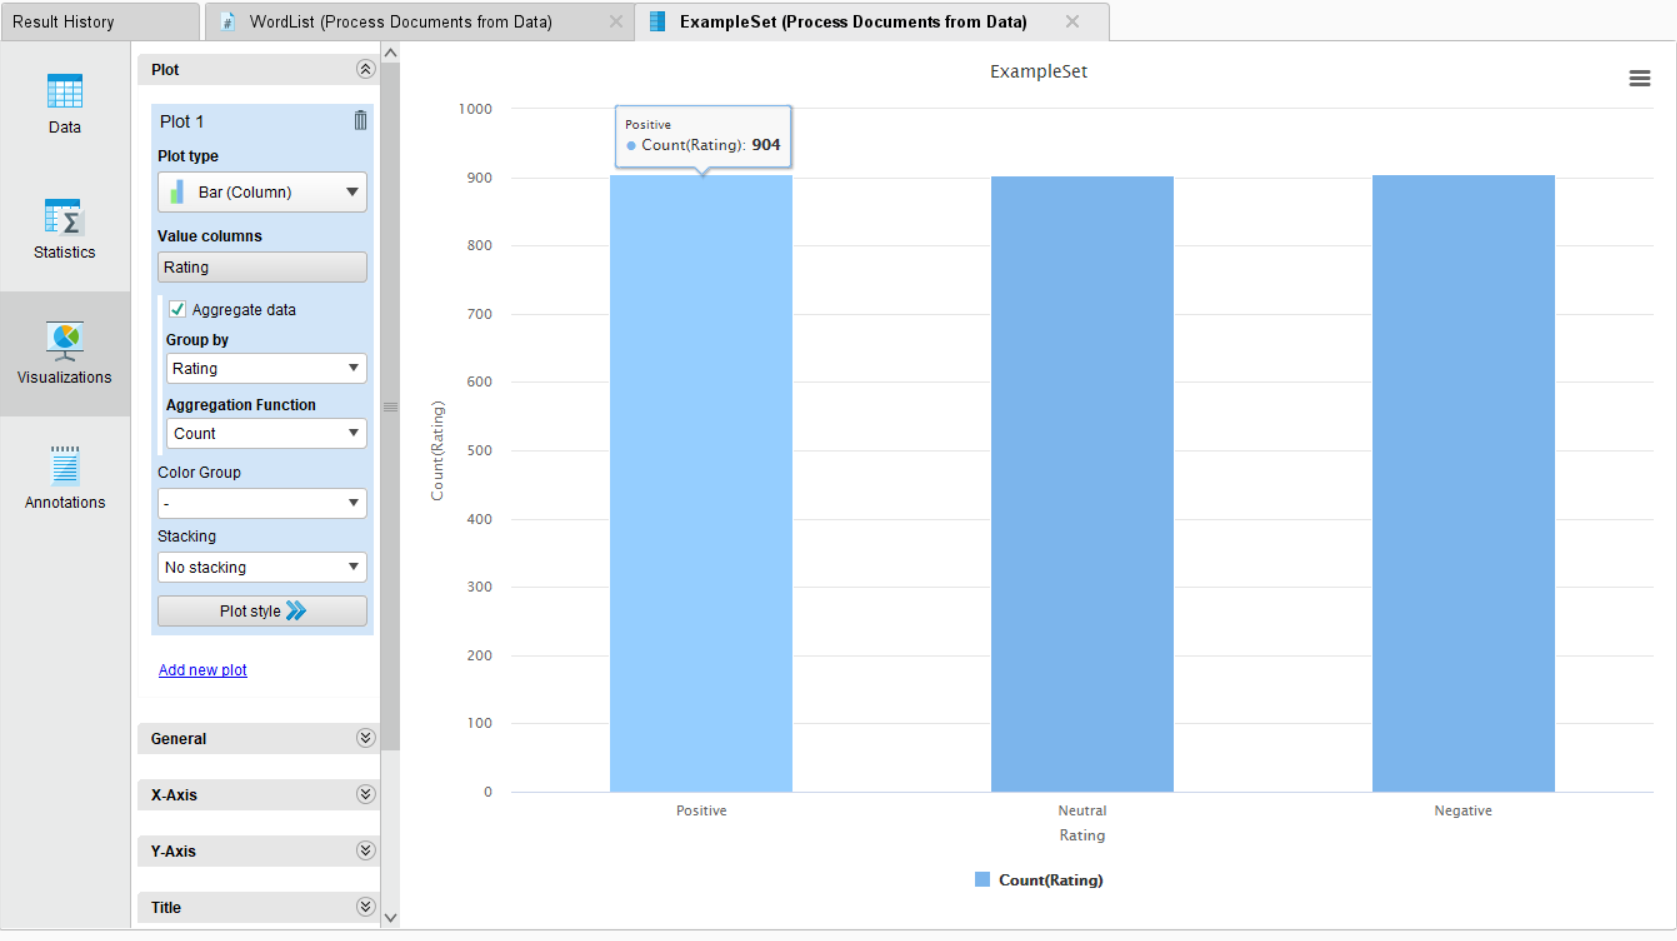 Result History
WordList (Process Documents from Data)
ExampleSet (Process Documents from Data)
Data
Statistics
Visualizations
Annotations
Plot
Plot 1
Plot type
Bar (Column)
Value columns
Rating
Aggregate data
Group by
Rating
Aggregation Function
Count
Color Group
-
Stacking
No stacking
Plot style
Add new plot
General
X-Axis
Y-Axis
Title
ExampleSet
Positive
Count(Rating): 904
1000
900
800
700
600
500
400
300
200
100
0
Count(Rating)
Positive
Neutral
Negative
Rating
Count(Rating)